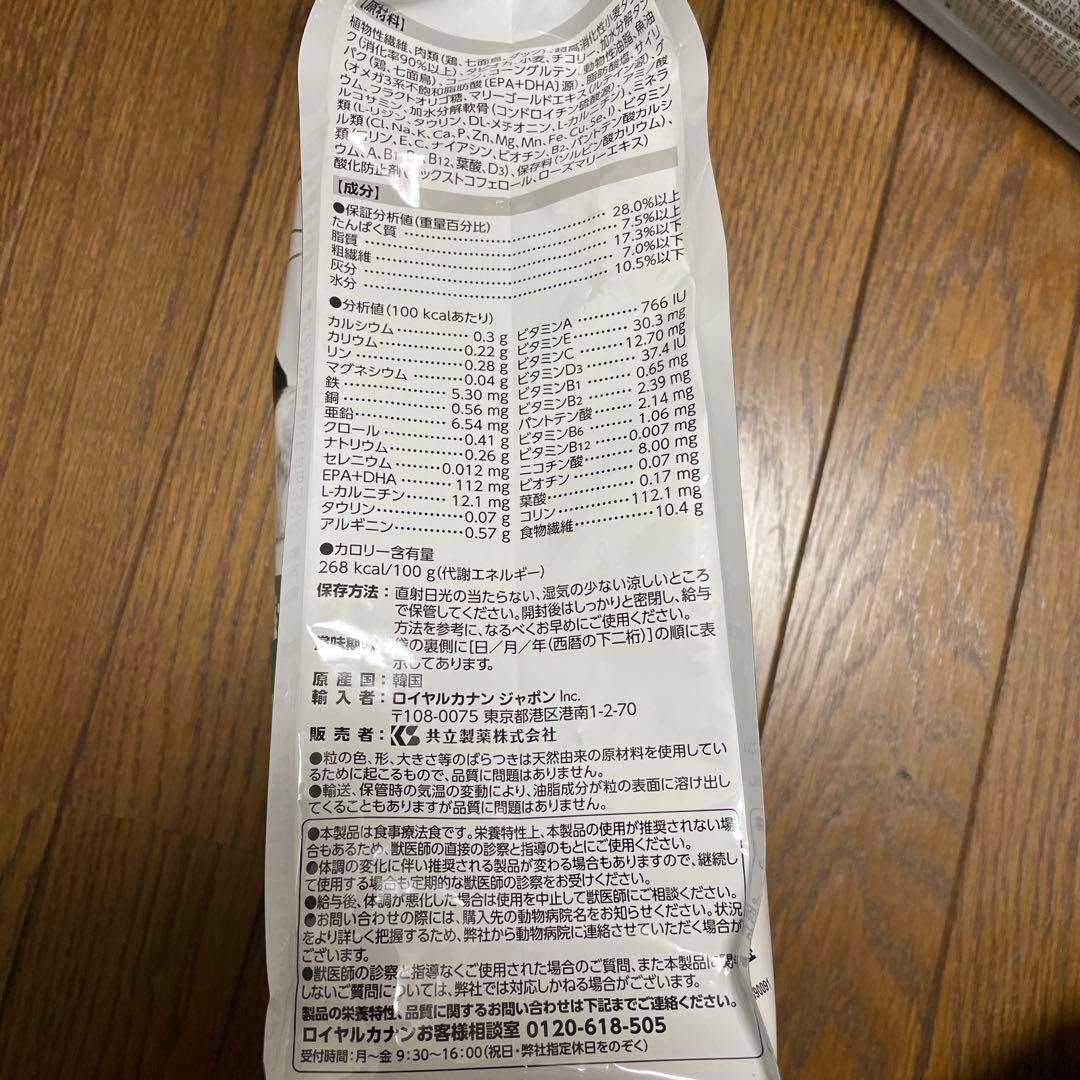 【原材料】
植物性繊維、肉類(鶏、七面鳥、ダック)、超高消化性小麦タンパ
ク(消化率90%以上)、タピオカ、小麦、チコリー、加水分解タン
パク(鶏、七面鳥)、コーングルテン、動物性油脂、魚油
(オメガ3系不飽和脂肪酸〔EPA+DHA〕源)、脂肪酸塩、サイリ
ウム、フラクトオリゴ糖、マリーゴールドエキス(ルテイン源)、グ
ルコサミン、加水分解軟骨(コンドロイチン硫酸源)、アミノ酸
類(L-リジン、タウリン、DL-メチオニン、L-カルニチン)、ミネラ
ル類(Cl、Na、K、Ca、P、Zn、Mg、Mn、Fe、Cu、Se、I)、ビタミン
類(コリン、E、C、ナイアシン、ビオチン、B2、パントテン酸カルシ
ウム、A、B1、B12、葉酸、D3)、保存料(ソルビン酸カリウム)、
酸化防止剤(ミックストコフェロール、ローズマリーエキス)
【成分】
●保証分析値(重量百分比)
たんぱく質 28.0%以上
脂質 7.5%以上
粗繊維 17.3%以下
灰分 7.0%以下
水分 10.5%以下
●分析値(100 kcalあたり)
カルシウム 0.3 g
カリウム 0.22 g
リン 0.28 g
マグネシウム 0.04 g
鉄 5.30 mg
銅 0.56 mg
亜鉛 6.54 mg
クロール 0.41 g
ナトリウム 0.26 g
セレニウム 0.012 mg
EPA+DHA 112 mg
L-カルニチン 12.1 mg
タウリン 0.07 g
アルギニン 0.57 g
ビタミンA 766 IU
ビタミンE 30.3 mg
ビタミンC 12.70 mg
ビタミンD3 37.4 IU
ビタミンB1 0.65 mg
ビタミンB2 2.39 mg
パントテン酸 2.14 mg
ビタミンB6 1.06 mg
ビタミンB12 0.007 mg
ニコチン酸 8.00 mg
ビオチン 0.07 mg
葉酸 0.17 mg
コリン 112.1 mg
食物繊維 10.4 g
●カロリー含有量
268 kcal/100 g(代謝エネルギー)
保存方法：直射日光の当たらない、湿気の少ない涼しいところ
で保管してください。開封後はしっかりと密閉し、給与
方法を参考に、なるべくお早めにご使用ください。
賞味期限：袋の裏側に[日/月/年(西暦の下二桁)]の順に表
示してあります。
原産国：韓国
輸入者：ロイヤルカナン ジャポン Inc.
〒108-0075 東京都港区港南1-2-70
販売者：KS 共立製薬株式会社
●粒の色、形、大きさ等のばらつきは天然由来の原材料を使用してい
るために起こるもので、品質に問題はありません。
●輸送、保管時の気温の変動により、油脂成分が粒の表面に溶け出し
てくることもありますが品質に問題はありません。
●本製品は食事療法食です。栄養特性上、本製品の使用が推奨されない場
合もあるため、獣医師の直接の診察と指導のもとにご使用ください。
●体調の変化に伴い推奨される製品が変わる場合もありますので、継続し
て使用する場合も定期的な獣医師の診察をお受けください。
●給与後、体調が悪化した場合は使用を中止して獣医師にご相談ください。
●お問い合わせの際には、購入先の動物病院名をお知らせください。状況
をより詳しく把握するため、弊社から動物病院に連絡させていただく場合が
ございます。
●獣医師の診察と指導なくご使用された場合のご質問、また本製品に関
しないご質問については、弊社では対応しかねる場合がございます。
製品の栄養特性、品質に関するお問い合わせは下記までご連絡ください。
ロイヤルカナンお客様相談室 0120-618-505
受付時間：月～金 9:30～16:00(祝日・弊社指定休日をのぞく)